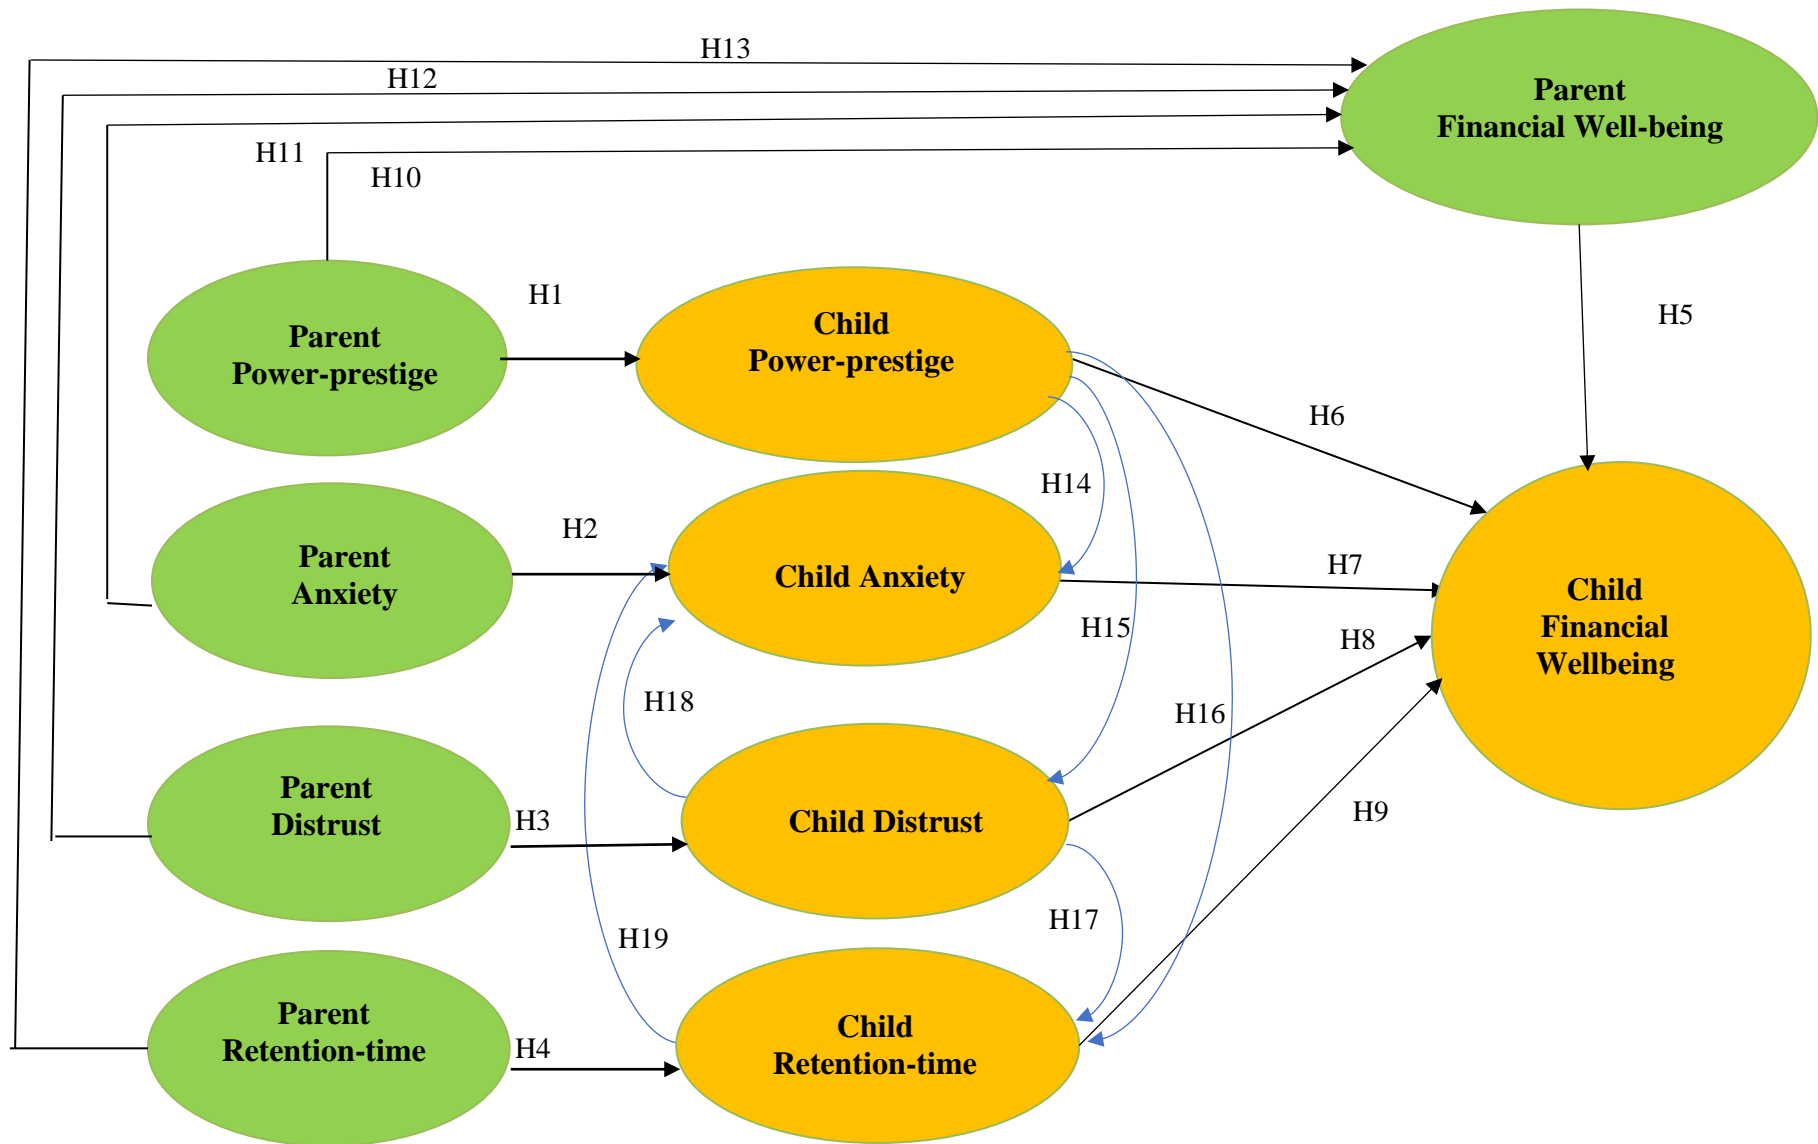 H13
H12
H11
H10
Parent
Financial Well-being
H1
H5
Parent
Power-prestige
Child
Power-prestige
H6
H14
H2
H7
Parent
Anxiety
Child Anxiety
Child
Financial
Wellbeing
H15
H8
H18
H16
Parent
Distrust
H3
Child Distrust
H9
H19
H17
Parent
Retention-time
H4
Child
Retention-time